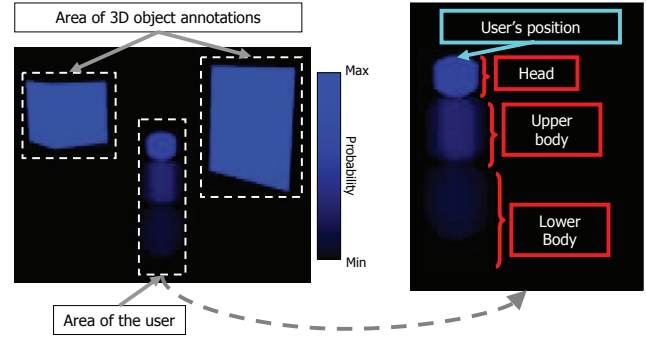 Area of 3D object annotations
Max
Probability
Min
Area of the user
User's position
Head
Upper
body
Lower
Body